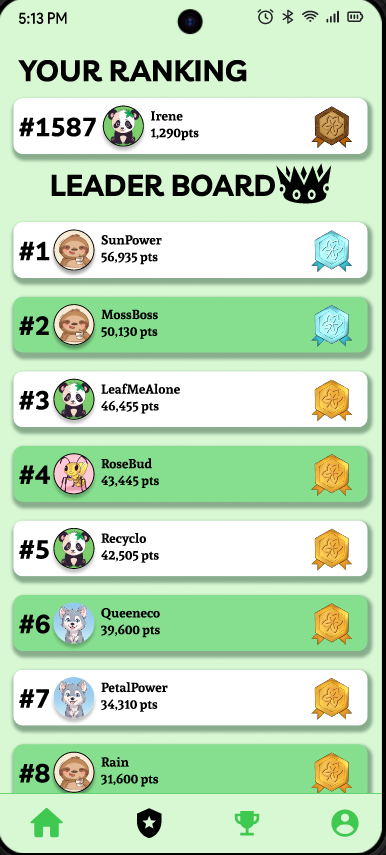 5:13 PM
YOUR RANKING
#1587
Irene
1,290pts
LEADER BOARD
#1
SunPower
56,935 pts
#2
MossBoss
50,130 pts
#3
LeafMeAlone
46,455 pts
#4
RoseBud
43,445 pts
#5
Recyclo
42,505 pts
#6
Queeneco
39,600 pts
#7
PetalPower
34,310 pts
#8
Rain
31,600 pts